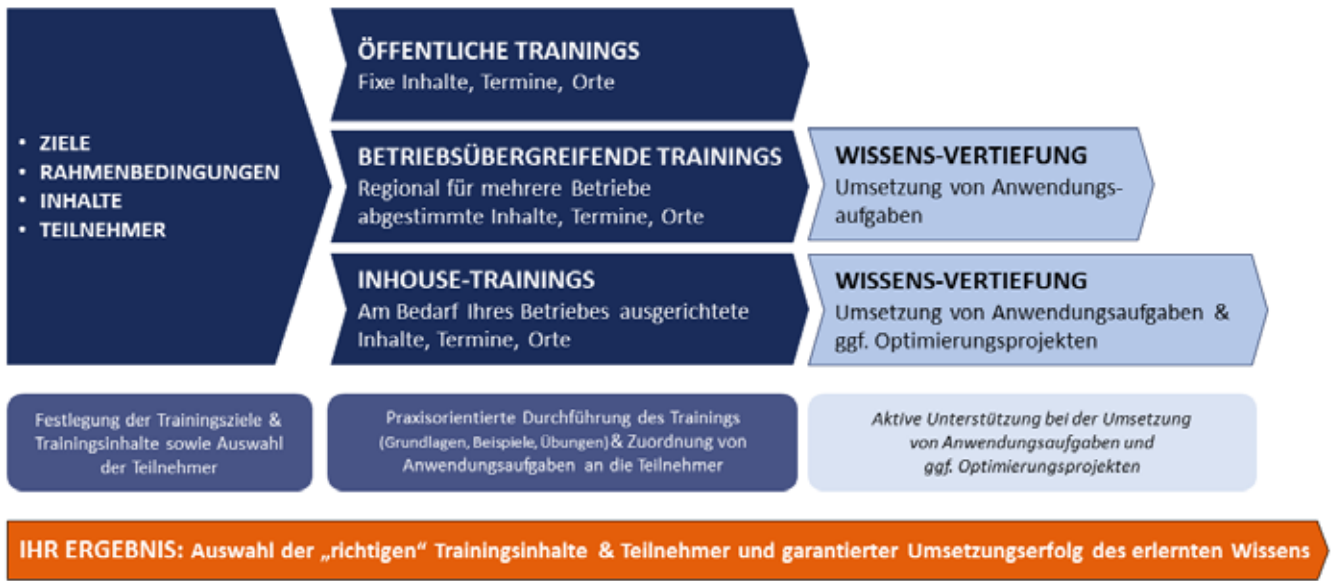 • ZIELE
• RAHMENBEDINGUNGEN
• INHALTE
• TEILNEHMER
ÖFFENTLICHE TRAININGS
Fixe Inhalte, Termine, Orte
BETRIEBSÜBERGREIFENDE TRAININGS
Regional für mehrere Betriebe
abgestimmte Inhalte, Termine, Orte
WISSENS-VERTIEFUNG
Umsetzung von Anwendungs-
aufgaben
INHOUSE-TRAININGS
Am Bedarf Ihres Betriebes ausgerichtete
Inhalte, Termine, Orte
WISSENS-VERTIEFUNG
Umsetzung von Anwendungsaufgaben &
ggf. Optimierungsprojekten
Festlegung der Trainingsziele &
Trainingsinhalte sowie Auswahl
der Teilnehmer
Praxisorientierte Durchführung des Trainings
(Grundlagen, Beispiele, Übungen) & Zuordnung von
Anwendungsaufgaben an die Teilnehmer
Aktive Unterstützung bei der Umsetzung
von Anwendungsaufgaben und
ggf. Optimierungsprojekten
IHR ERGEBNIS: Auswahl der „richtigen“ Trainingsinhalte & Teilnehmer und garantierter Umsetzungserfolg des erlernten Wissens